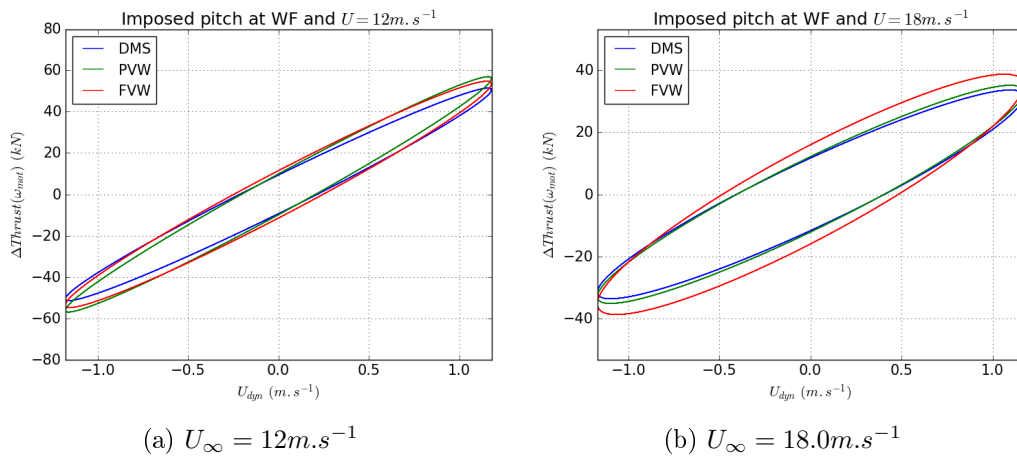 Imposed pitch at WF and U = 12m.s⁻¹
80
60
40
20
0
−20
−40
−60
−80
ΔThrust(ω_mot) (kN)
DMS
PVW
FVW
−1.0 −0.5 0.0 0.5 1.0
U_dyn (m.s⁻¹)
(a) U_∞ = 12m.s⁻¹
Imposed pitch at WF and U = 18m.s⁻¹
40
20
0
−20
−40
ΔThrust(ω_mot) (kN)
DMS
PVW
FVW
−1.0 −0.5 0.0 0.5 1.0
U_dyn (m.s⁻¹)
(b) U_∞ = 18.0m.s⁻¹